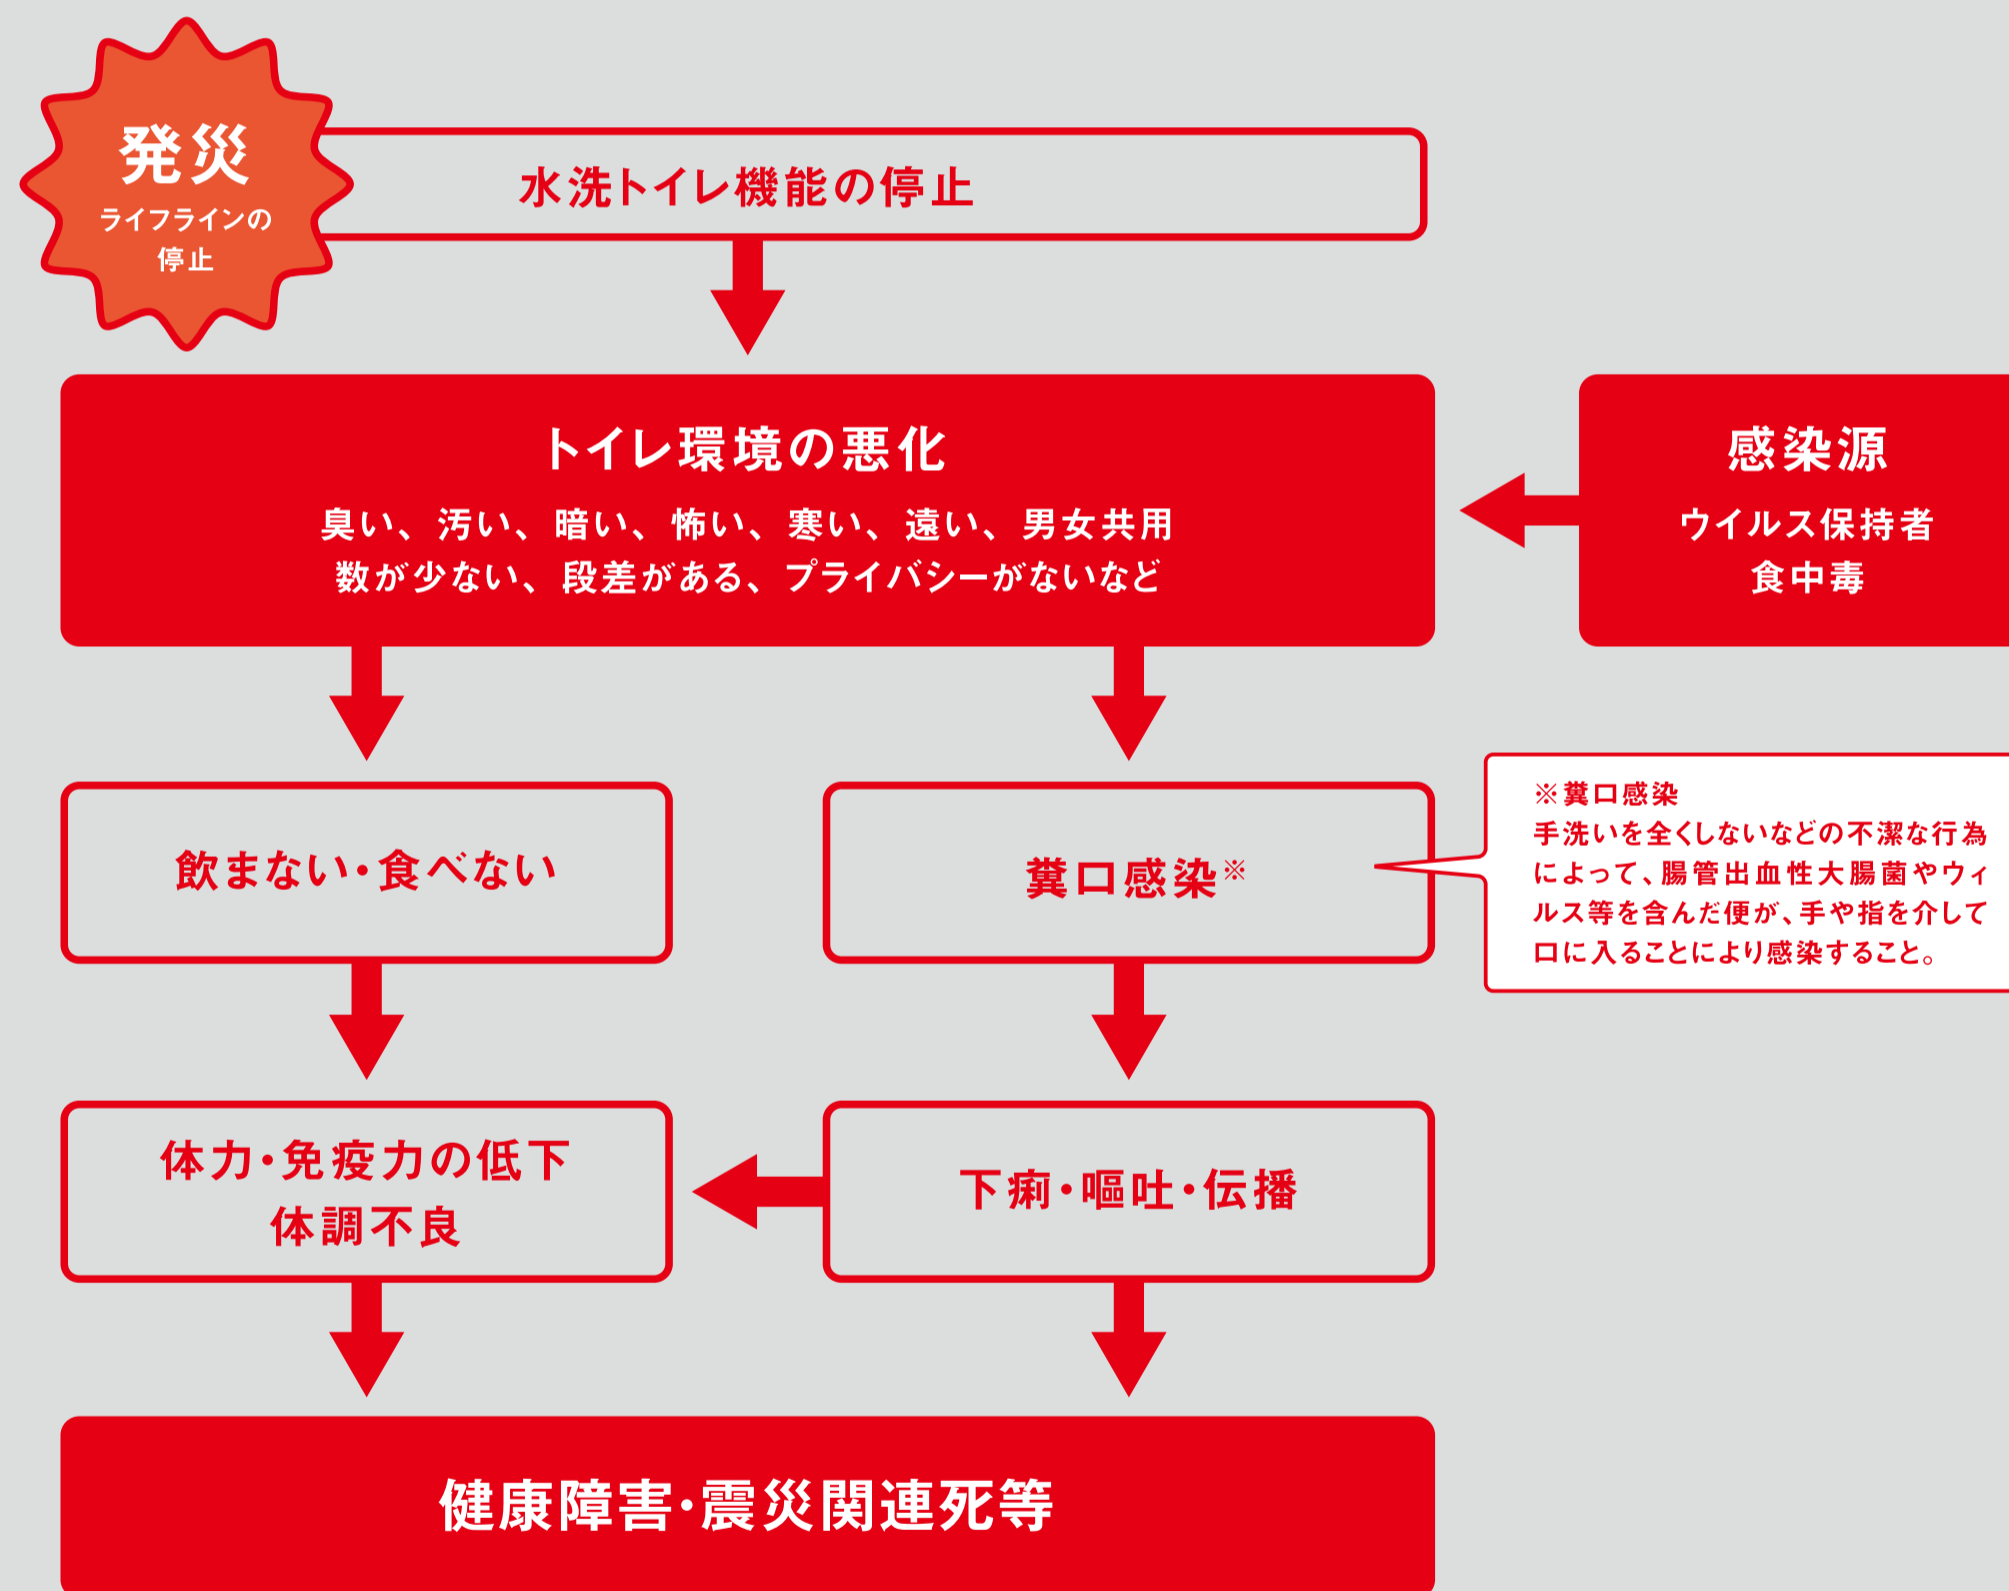 発災
ライフラインの
停止
水洗トイレ機能の停止
トイレ環境の悪化
臭い、汚い、暗い、怖い、寒い、遠い、男女共用
数が少ない、段差がある、プライバシーがないなど
感染源
ウイルス保持者
食中毒
飲まない・食べない
糞口感染※
※糞口感染
手洗いを全くしないなどの不潔な行為
によって、腸管出血性大腸菌やウィ
ルス等を含んだ便が、手や指を介して
口に入ることにより感染すること。
体力・免疫力の低下
体調不良
下痢・嘔吐・伝播
健康障害・震災関連死等